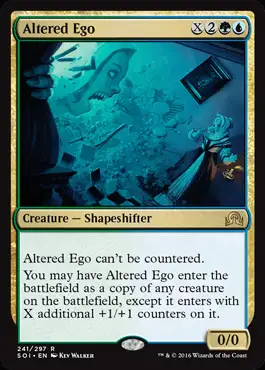 Altered Ego X2
Creature — Shapeshifter
Altered Ego can't be countered.
You may have Altered Ego enter the
battlefield as a copy of any creature
on the battlefield, except it enters with
X additional +1/+1 counters on it.
0/0
241/297 R
SOI • EN Kev Walker
™ & © 2016 Wizards of the Coast